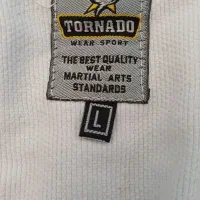 TORNADO
WEAR SPORT
THE BEST QUALITY
WEAR
MARTIAL ARTS
STANDARDS
L